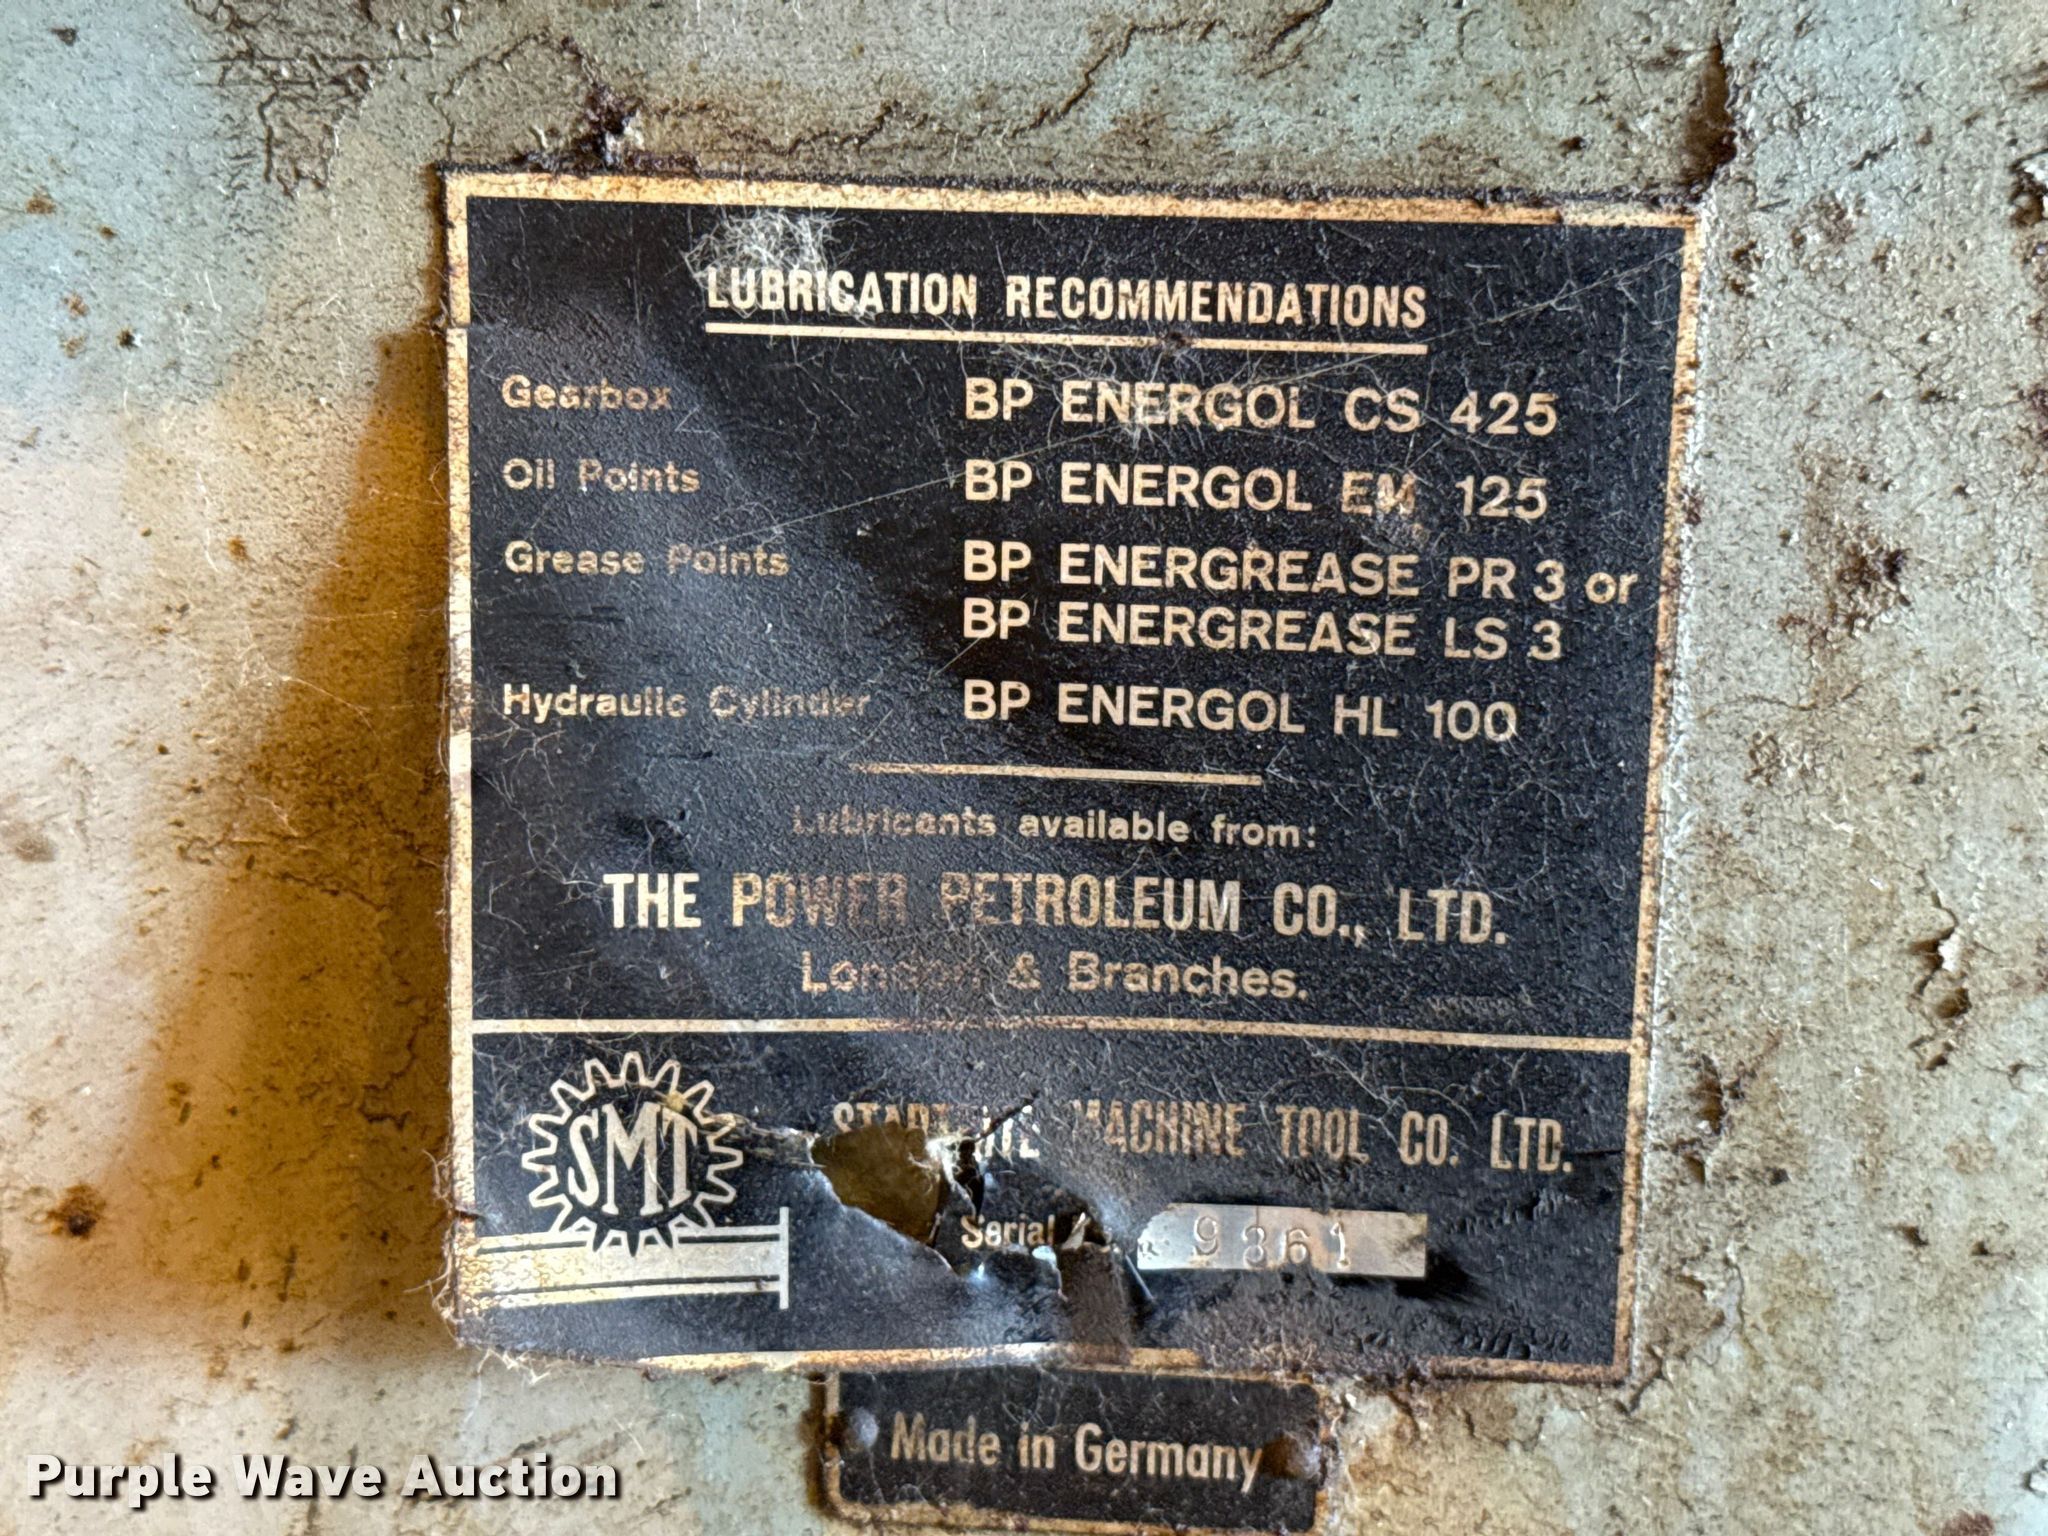 LUBRICATION RECOMMENDATIONS
Gearbox BP ENERGOL CS 425
Oil Points BP ENERGOL EM 125
Grease Points BP ENERGREASE PR 3 or
BP ENERGREASE LS 3
Hydraulic Cylinder BP ENERGOL HL 100
Lubricants available from:
THE POWER PETROLEUM CO., LTD.
London & Branches.
SMT
MACHINE TOOL CO. LTD.
Serial 9361
Made in Germany
Purple Wave Auction